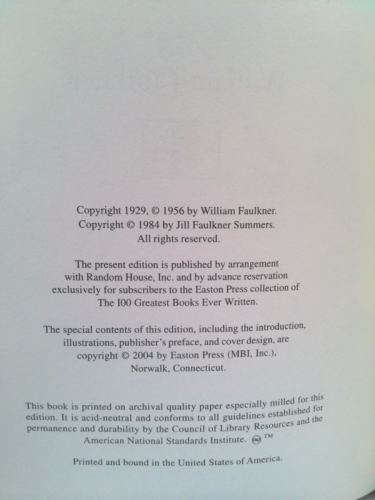 Copyright 1929, © 1956 by William Faulkner.
Copyright © 1984 by Jill Faulkner Summers.
All rights reserved.
The present edition is published by arrangement
with Random House, Inc. and by advance reservation
exclusively for subscribers to the Easton Press collection of
The 100 Greatest Books Ever Written.
The special contents of this edition, including the introduction,
illustrations, publisher's preface, and cover design, are
copyright © 2004 by Easton Press (MBI, Inc.),
Norwalk, Connecticut.
This book is printed on archival quality paper especially milled for this
edition. It is acid-neutral and conforms to all guidelines established for
permanence and durability by the Council of Library Resources and the
American National Standards Institute. ♾ ™
Printed and bound in the United States of America.